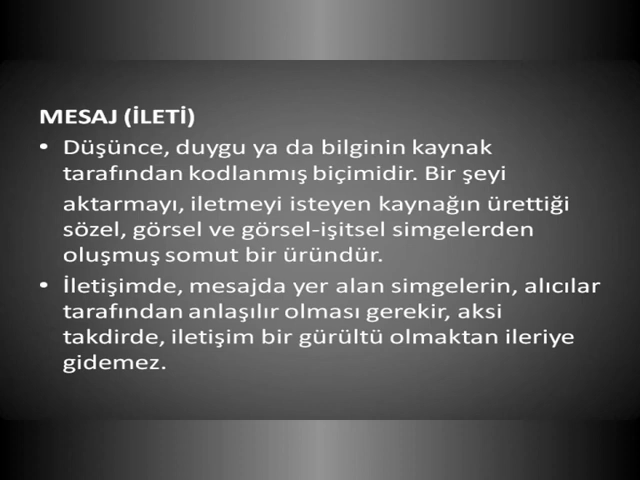 MESAJ (İLETİ)
• Düşünce, duygu ya da bilginin kaynak
tarafından kodlanmış biçimidir. Bir şeyi
aktarmayı, iletmeyi isteyen kaynağın ürettiği
sözel, görsel ve görsel-işitsel simgelerden
oluşmuş somut bir üründür.
• İletişimde, mesajda yer alan simgelerin, alıcılar
tarafından anlaşılır olması gerekir, aksi
takdirde, iletişim bir gürültü olmaktan ileriye
gidemez.